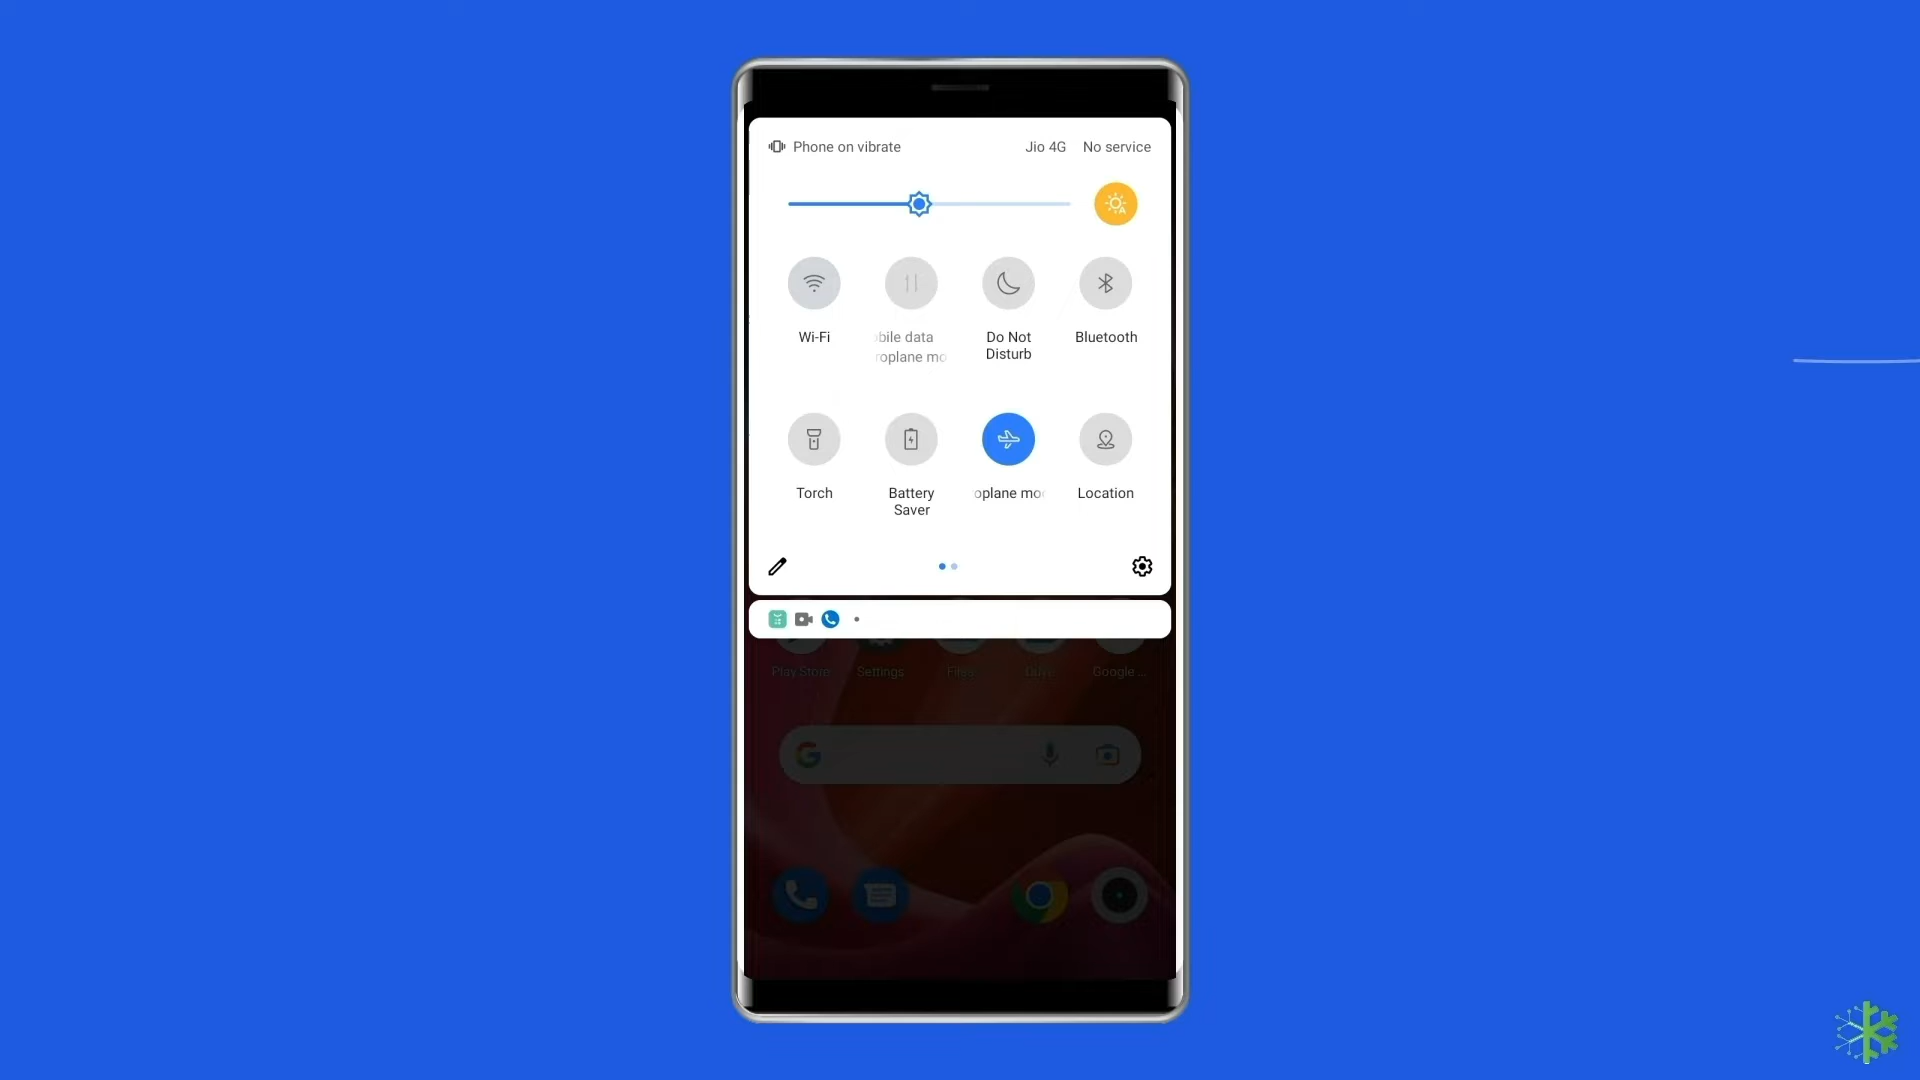 Phone on vibrate
Jio 4G No service
Wi-Fi
bile data
roplane mo
Do Not
Disturb
Bluetooth
Torch
Battery
Saver
oplane mo
Location
Play Store
Settings
Files
Google ...